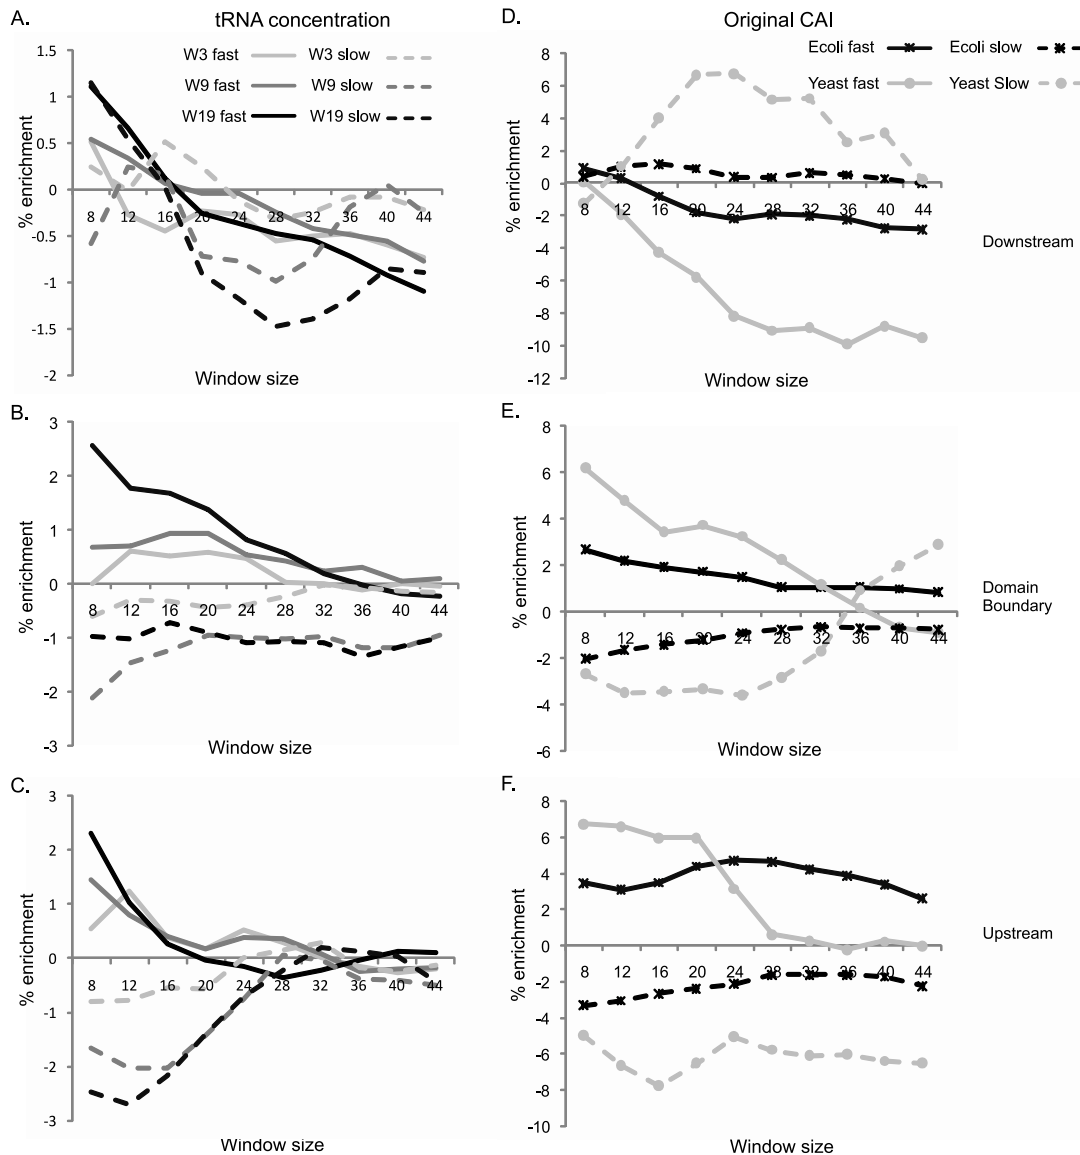 A.
tRNA concentration
W3 fast
W3 slow
W9 fast
W9 slow
W19 fast
W19 slow
1.5
1
0.5
0
-0.5
-1
-1.5
-2
% enrichment
8 12 16 20 24 28 32 36 40 44
Window size
D.
Original CAI
Ecoli fast
Ecoli slow
Yeast fast
Yeast Slow
8
6
4
2
0
-2
-4
-6
-8
-10
-12
% enrichment
8 12 16 20 24 28 32 36 40 44
Window size
Downstream
B.
3
2
1
0
-1
-2
-3
% enrichment
8 12 16 20 24 28 32 36 40 44
Window size
E.
8
6
4
2
0
-2
-4
-6
% enrichment
8 12 16 20 24 28 32 36 40 44
Window size
Domain
Boundary
C.
3
2
1
0
-1
-2
-3
% enrichment
8 12 16 20 24 28 32 36 40 44
Window size
F.
8
6
4
2
0
-2
-4
-6
-8
-10
% enrichment
8 12 16 20 24 28 32 36 40 44
Window size
Upstream